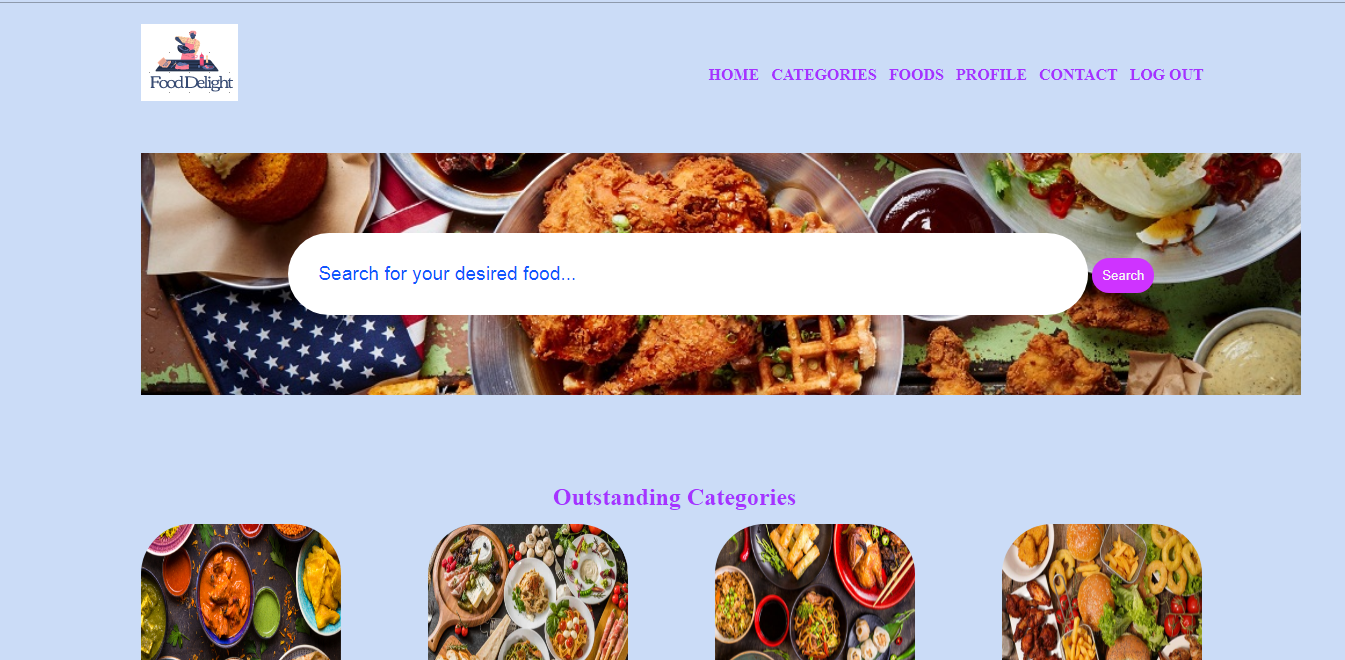 FoodDelight
HOME CATEGORIES FOODS PROFILE CONTACT LOG OUT
Search for your desired food...
Search
Outstanding Categories